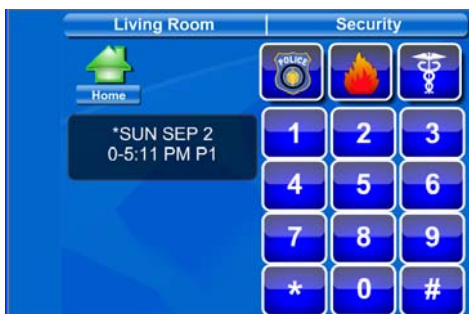 Living Room | Security
POLICE
Home
*SUN SEP 2
0-5:11 PM P1
1 2 3
4 5 6
7 8 9
* 0 #